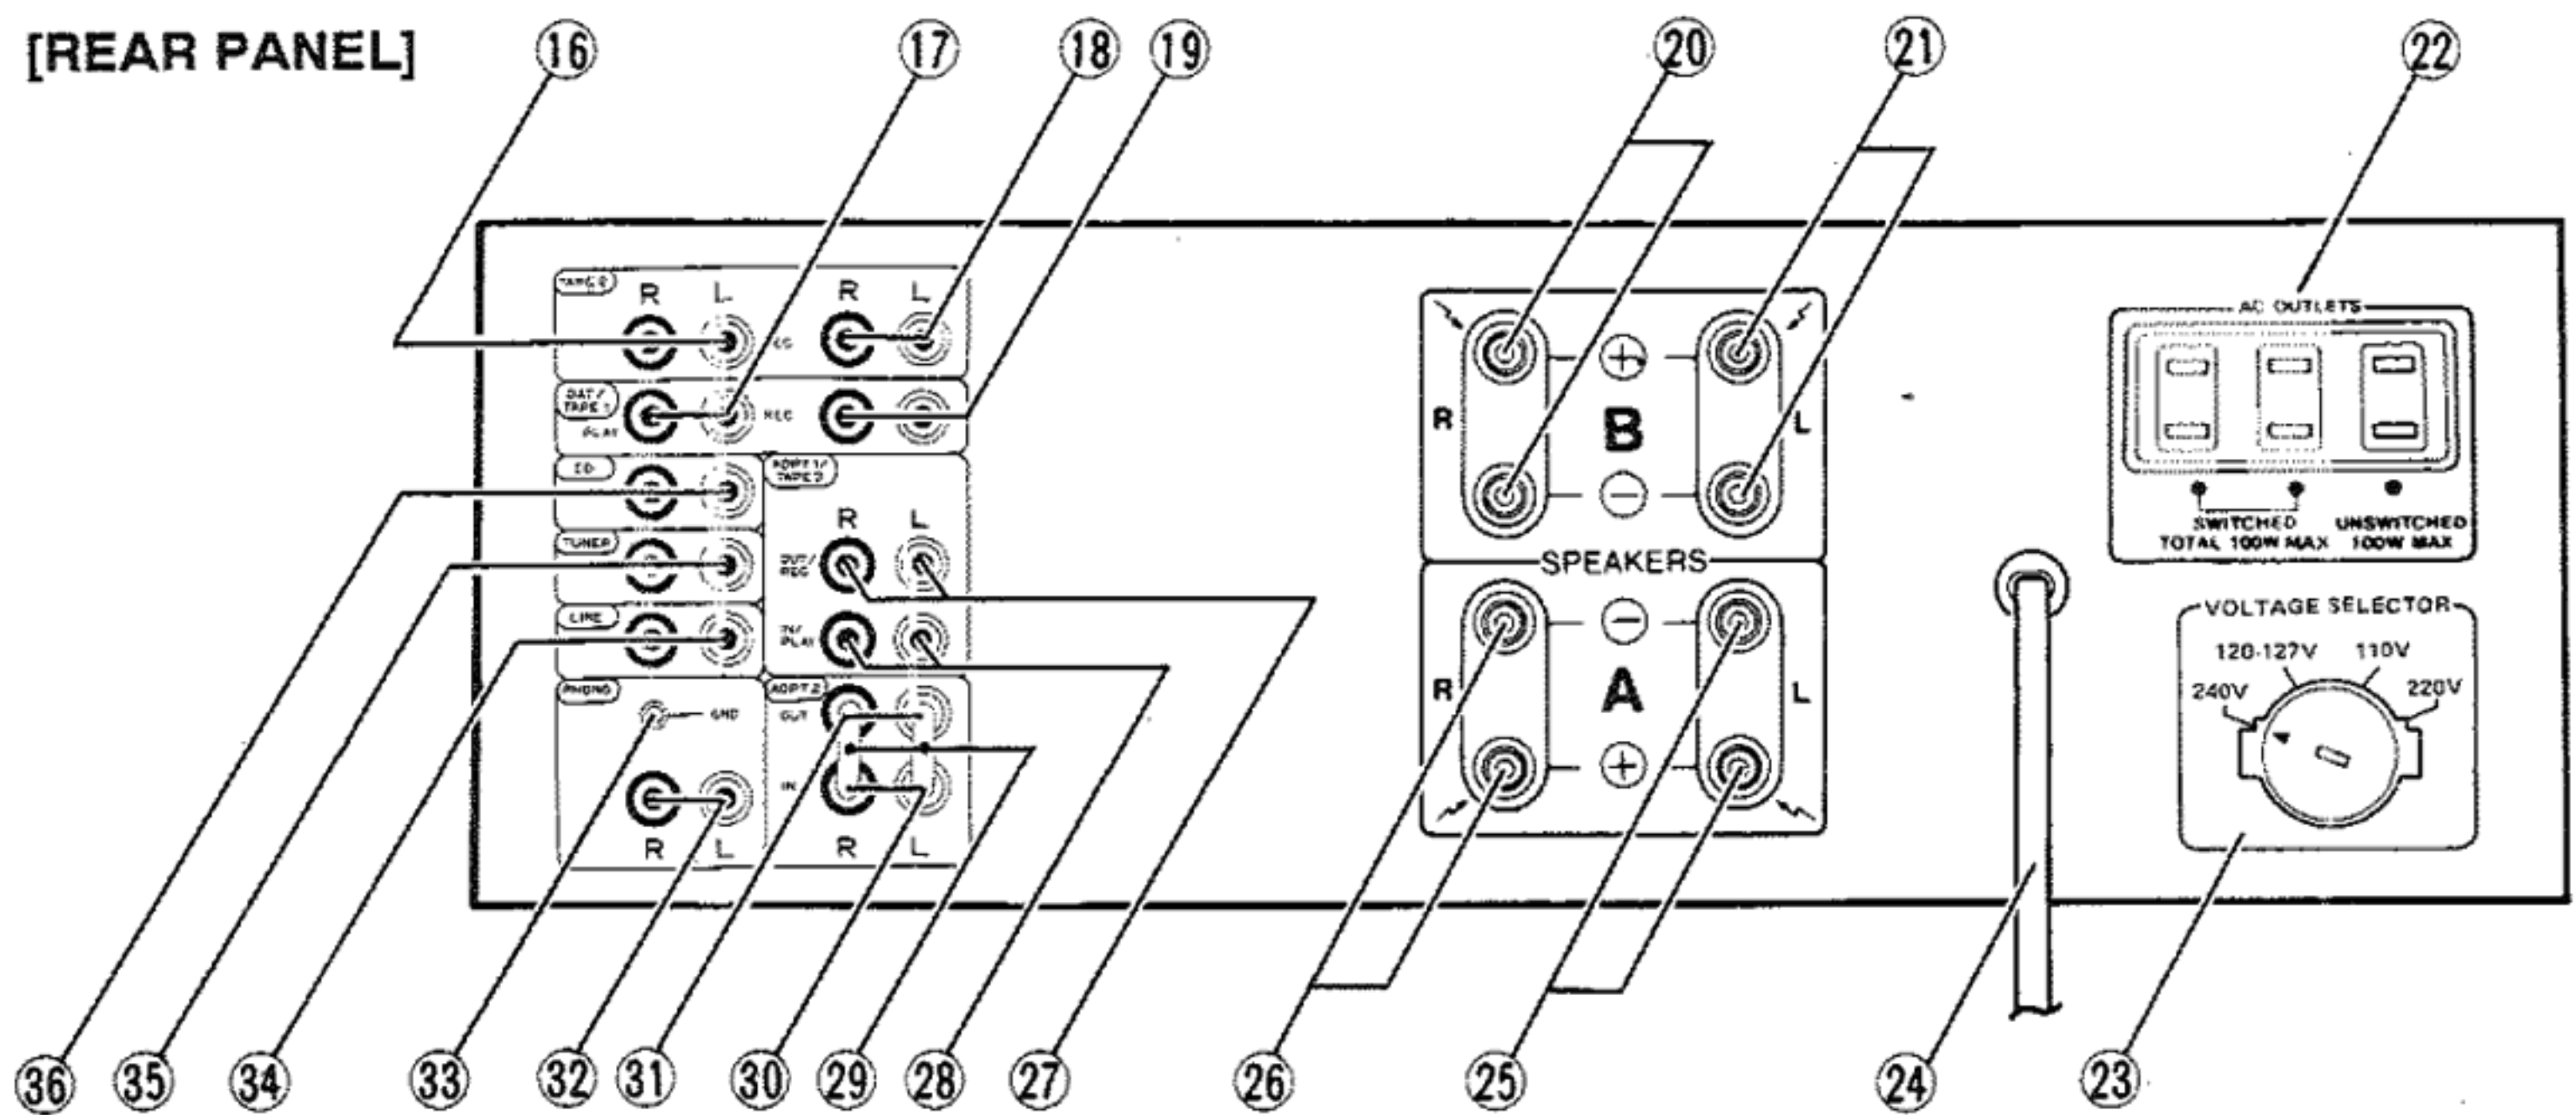 [REAR PANEL]
16 17 18 19 20 21 22
TAPE 2
R L R L
DAT/
TAPE 1
PLAY
REC
CD
ADPT 1/
TAPE 3
R L
TUNER
OUT/
REC
LINE
IN/
PLAY
PHONO
GND
ADPT 2
OUT
IN
R L R L
R + B - L
SPEAKERS
R - A + L
AC OUTLETS
SWITCHED
TOTAL 100W MAX
UNSWITCHED
100W MAX
VOLTAGE SELECTOR
120-127V 110V
240V 220V
36 35 34 33 32 31 30 29 28 27 26 25 24 23